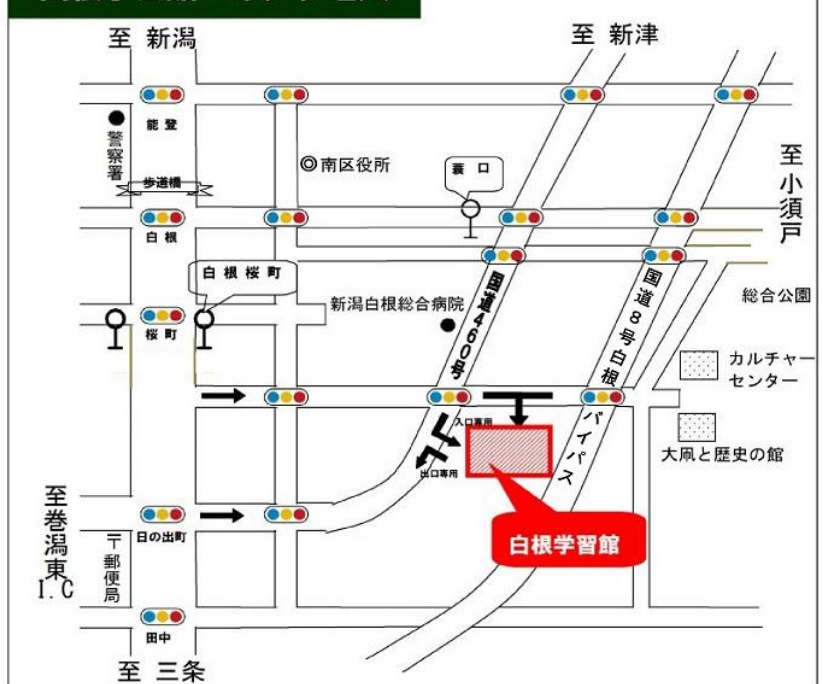 至 新潟
至 新津
能登
警察署
南区役所
蓑 口
歩道橋
至小須戸
白根
白根桜町
国道460号
国道8号白根
バイパス
総合公園
新潟白根総合病院
桜町
カルチャー
センター
入口専用
大凧と歴史の館
出口専用
至巻潟東
I.C
〒郵便局
日の出町
白根学習館
田中
至 三条